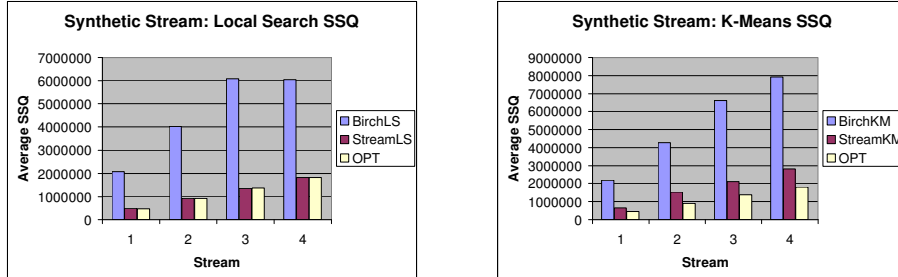 Synthetic Stream: Local Search SSQ
7000000
6000000
5000000
4000000
3000000
2000000
1000000
0
Average SSQ
1 2 3 4
Stream
BirchLS
StreamLS
OPT
Synthetic Stream: K-Means SSQ
9000000
8000000
7000000
6000000
5000000
4000000
3000000
2000000
1000000
0
Average SSQ
1 2 3 4
Stream
BirchKM
StreamKM
OPT